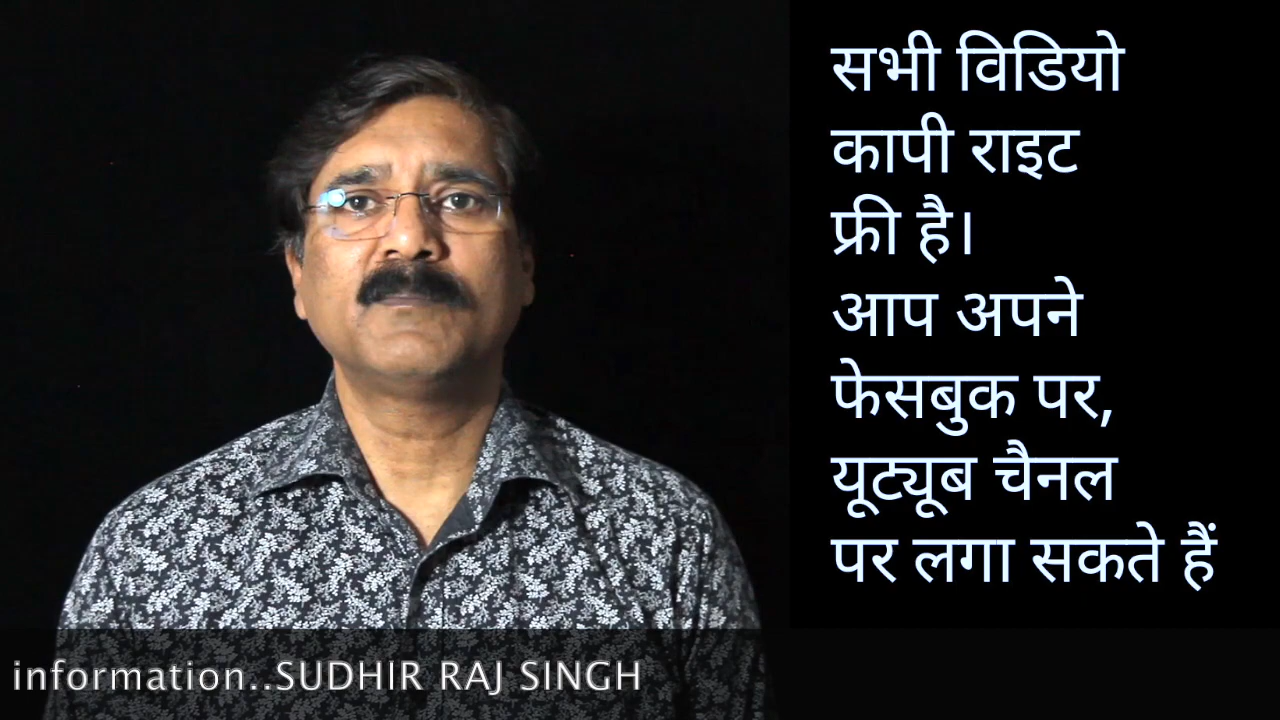 सभी विडियो
कापी राइट
फ्री है।
आप अपने
फेसबुक पर,
यूट्यूब चैनल
पर लगा सकते हैं
information..SUDHIR RAJ SINGH